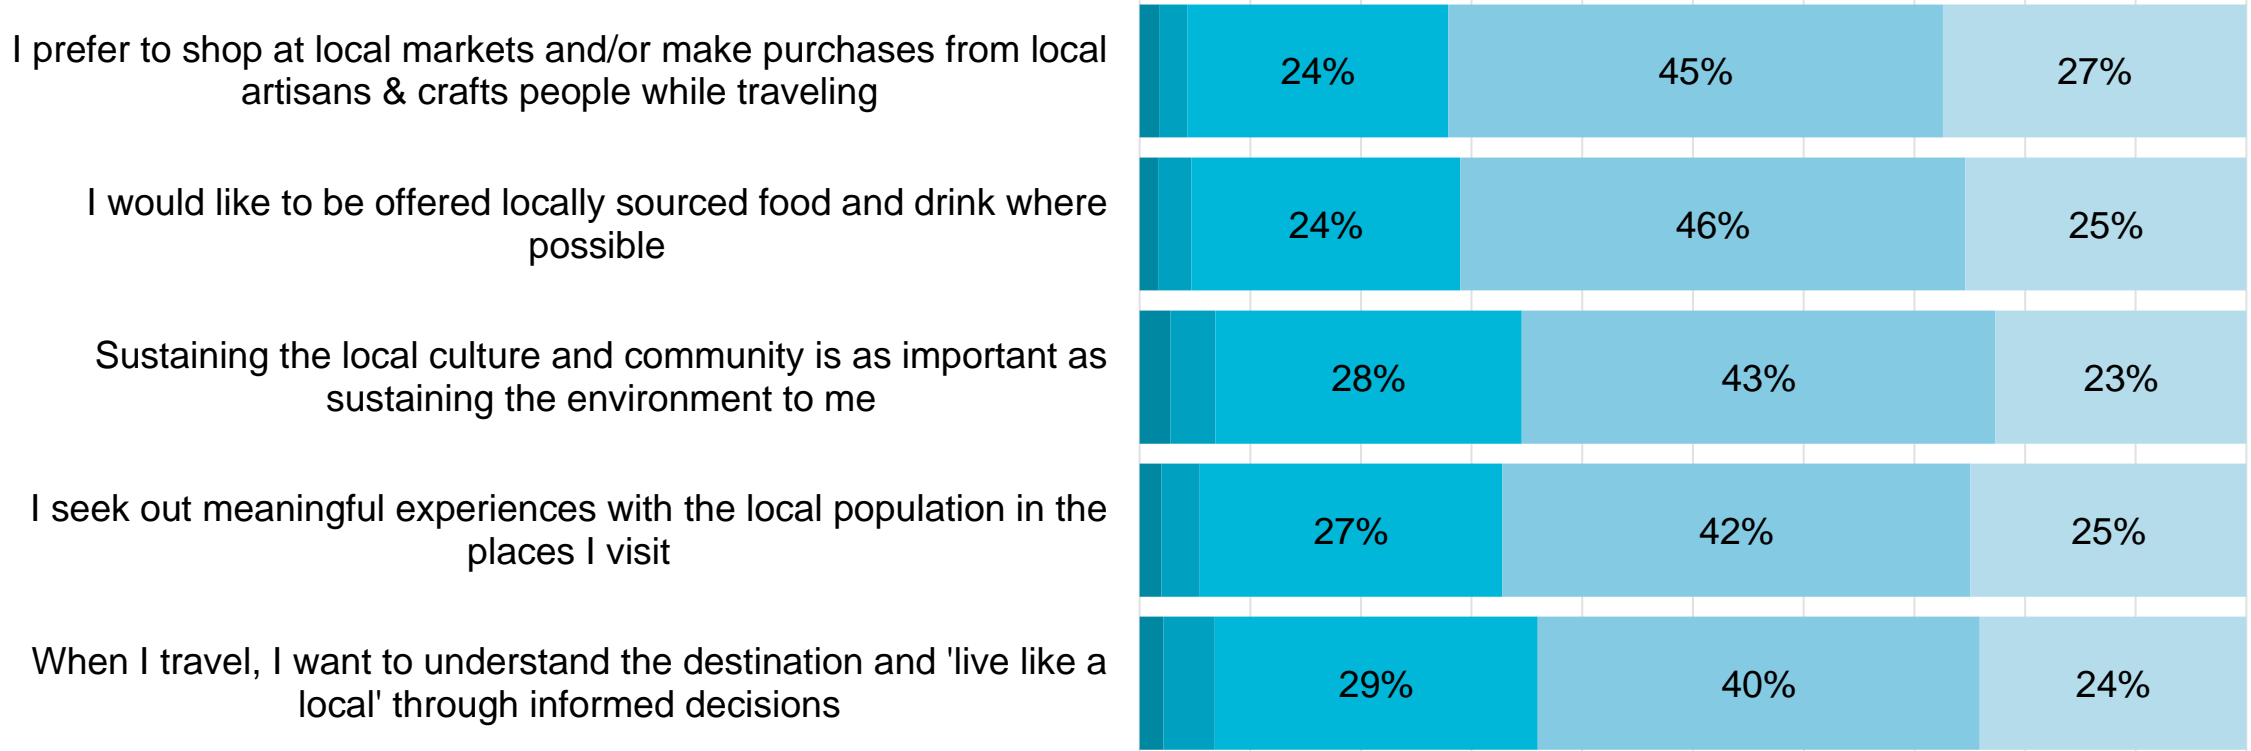 I prefer to shop at local markets and/or make purchases from local
artisans & crafts people while traveling
24%
45%
27%
I would like to be offered locally sourced food and drink where
possible
24%
46%
25%
Sustaining the local culture and community is as important as
sustaining the environment to me
28%
43%
23%
I seek out meaningful experiences with the local population in the
places I visit
27%
42%
25%
When I travel, I want to understand the destination and 'live like a
local' through informed decisions
29%
40%
24%